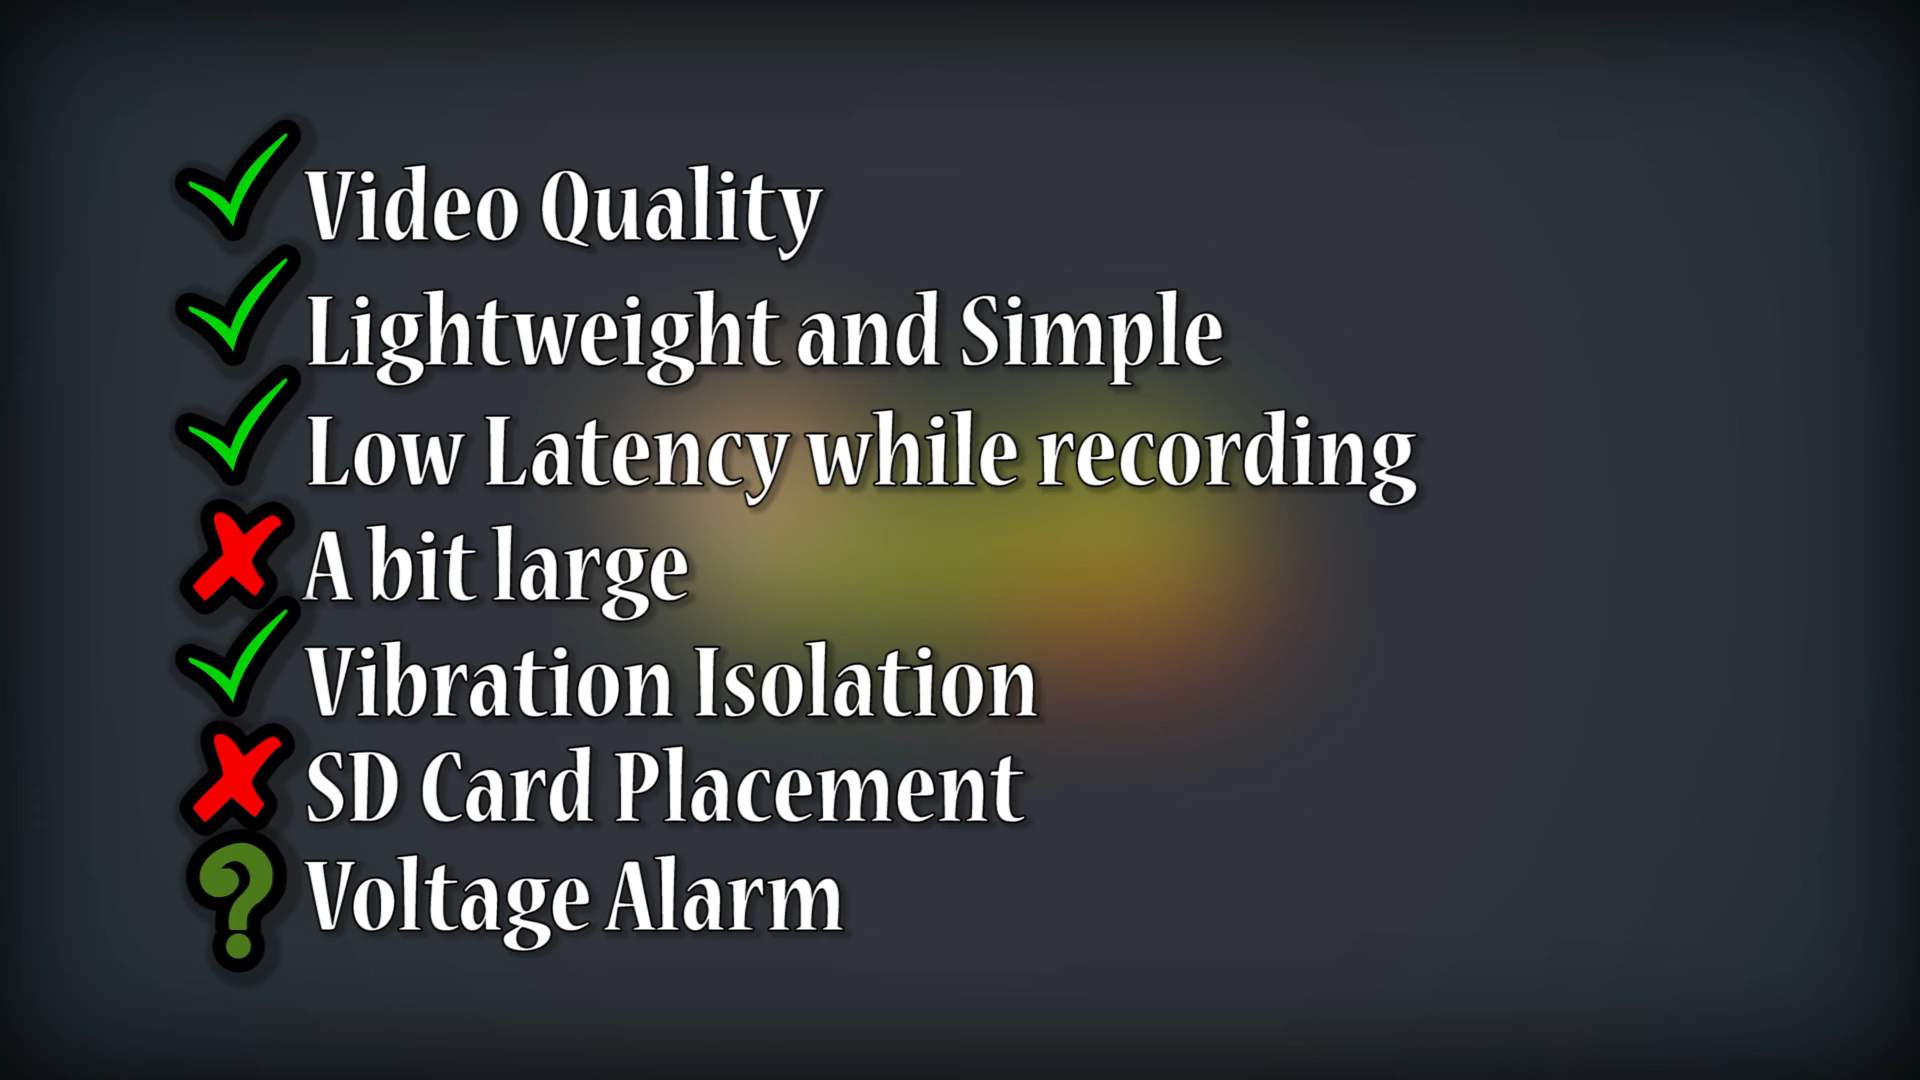 Video Quality
Lightweight and Simple
Low Latency while recording
A bit large
Vibration Isolation
SD Card Placement
Voltage Alarm